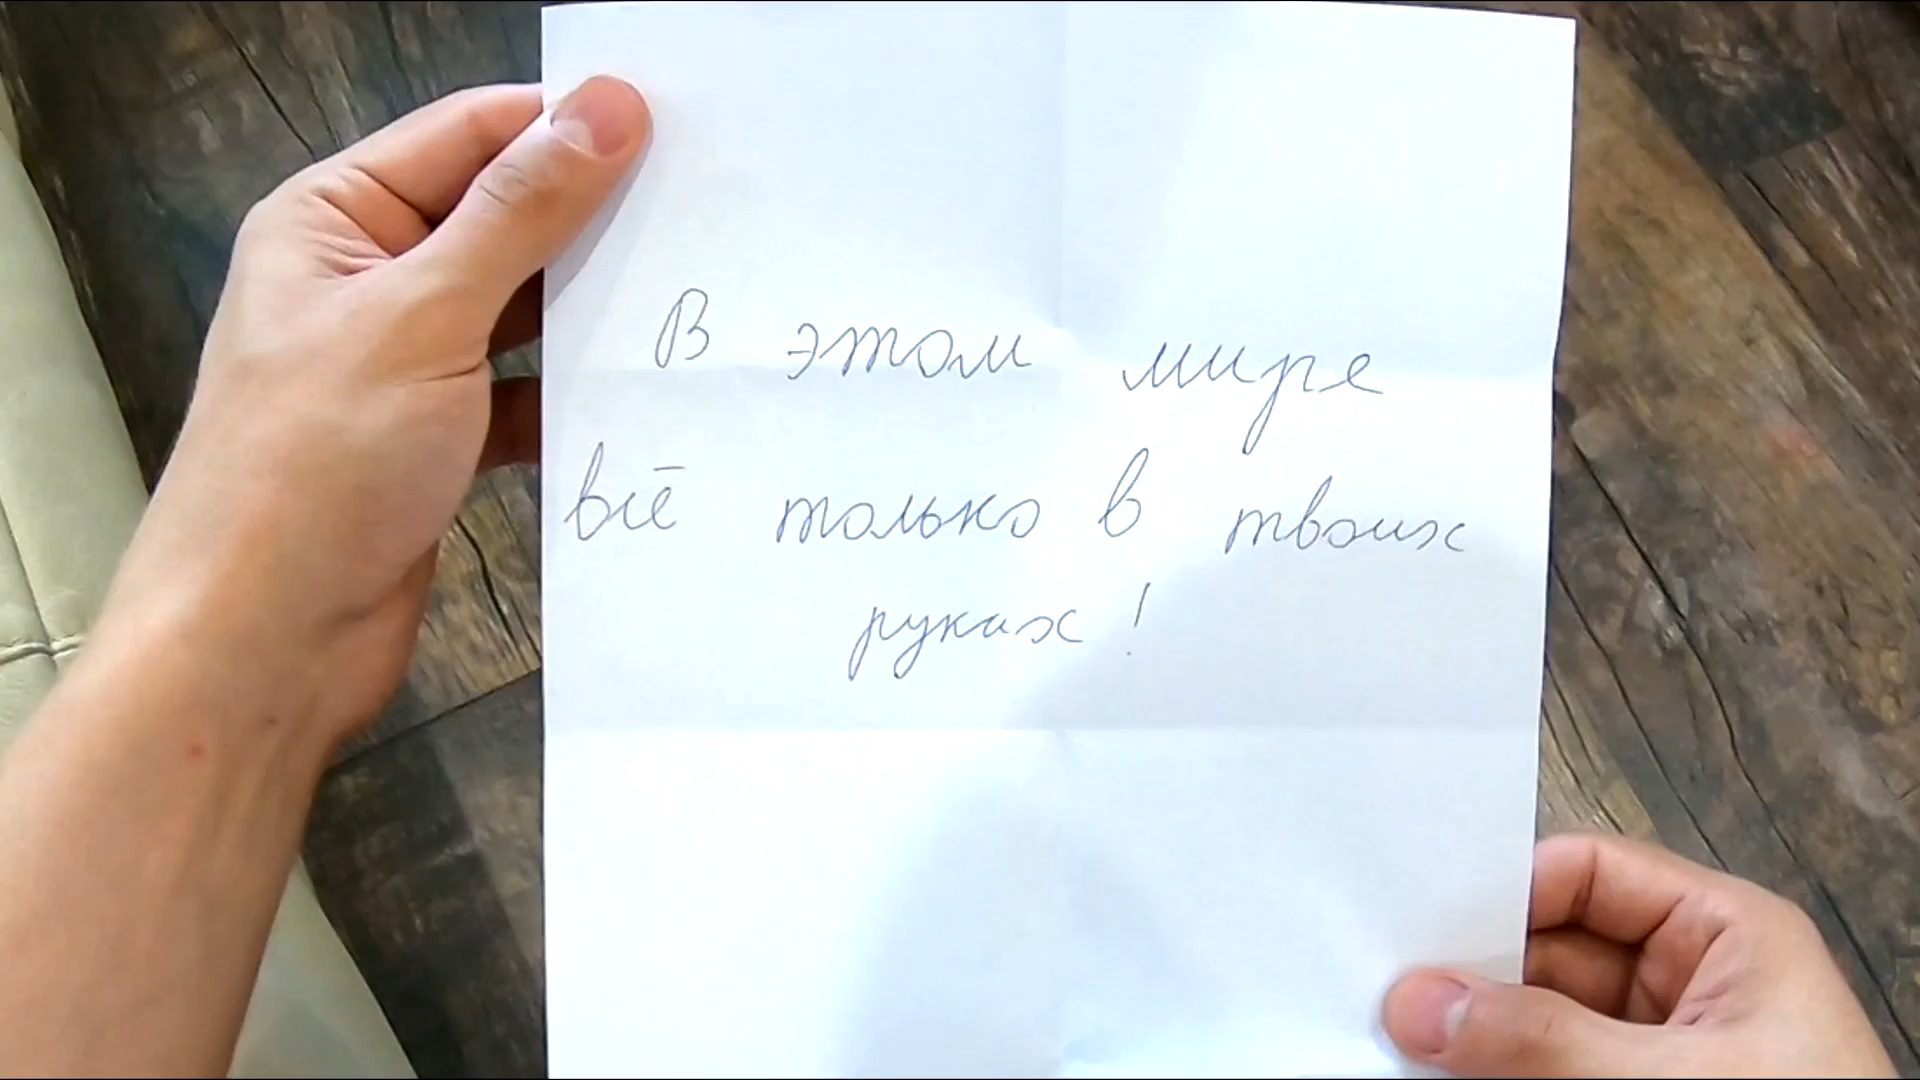 В этом мире
всё только в твоих
руках!